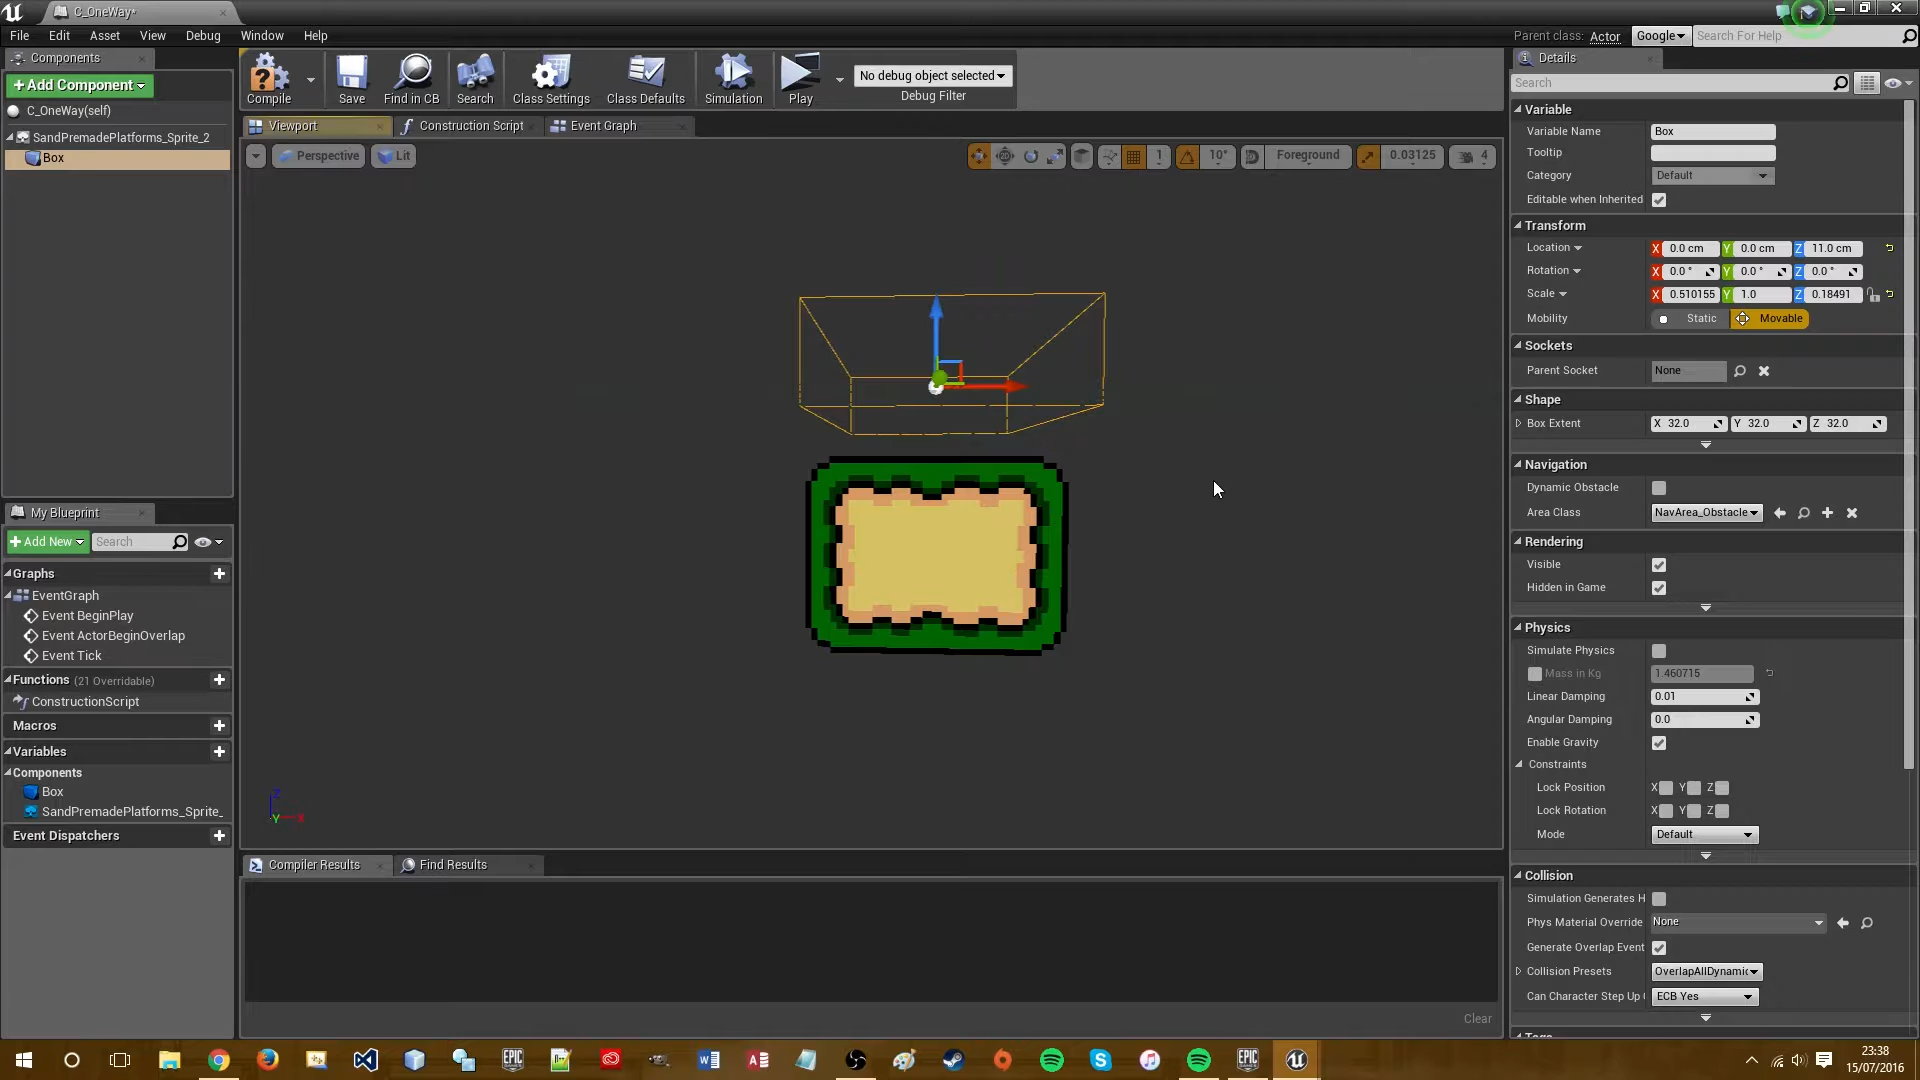 C_OneWay*
File Edit Asset View Debug Window Help
Parent class: Actor Google Search For Help
Components
+ Add Component
C_OneWay(self)
SandPremadePlatforms_Sprite_2
Box
Compile
Save
Find in CB
Search
Class Settings
Class Defaults
Simulation
Play
No debug object selected
Debug Filter
Viewport
Construction Script
Event Graph
Perspective
Lit
1
10°
Foreground
0.03125
4
Z
Y
X
My Blueprint
+ Add New
Search
Graphs
EventGraph
Event BeginPlay
Event ActorBeginOverlap
Event Tick
Functions (21 Overridable)
ConstructionScript
Macros
Variables
Components
Box
SandPremadePlatforms_Sprite_
Event Dispatchers
Compiler Results
Find Results
Clear
Details
Search
Variable
Variable Name Box
Tooltip
Category Default
Editable when Inherited
Transform
Location X 0.0 cm Y 0.0 cm Z 11.0 cm
Rotation X 0.0 ° Y 0.0 ° Z 0.0 °
Scale X 0.510155 Y 1.0 Z 0.18491
Mobility Static Movable
Sockets
Parent Socket None
Shape
Box Extent X 32.0 Y 32.0 Z 32.0
Navigation
Dynamic Obstacle
Area Class NavArea_Obstacle
Rendering
Visible
Hidden in Game
Physics
Simulate Physics
Mass in Kg 1.460715
Linear Damping 0.01
Angular Damping 0.0
Enable Gravity
Constraints
Lock Position X Y Z
Lock Rotation X Y Z
Mode Default
Collision
Simulation Generates H
Phys Material Override None
Generate Overlap Event
Collision Presets OverlapAllDynamic
Can Character Step Up ECB Yes
Tags
EPIC GAMES
EPIC GAMES
23:38
15/07/2016